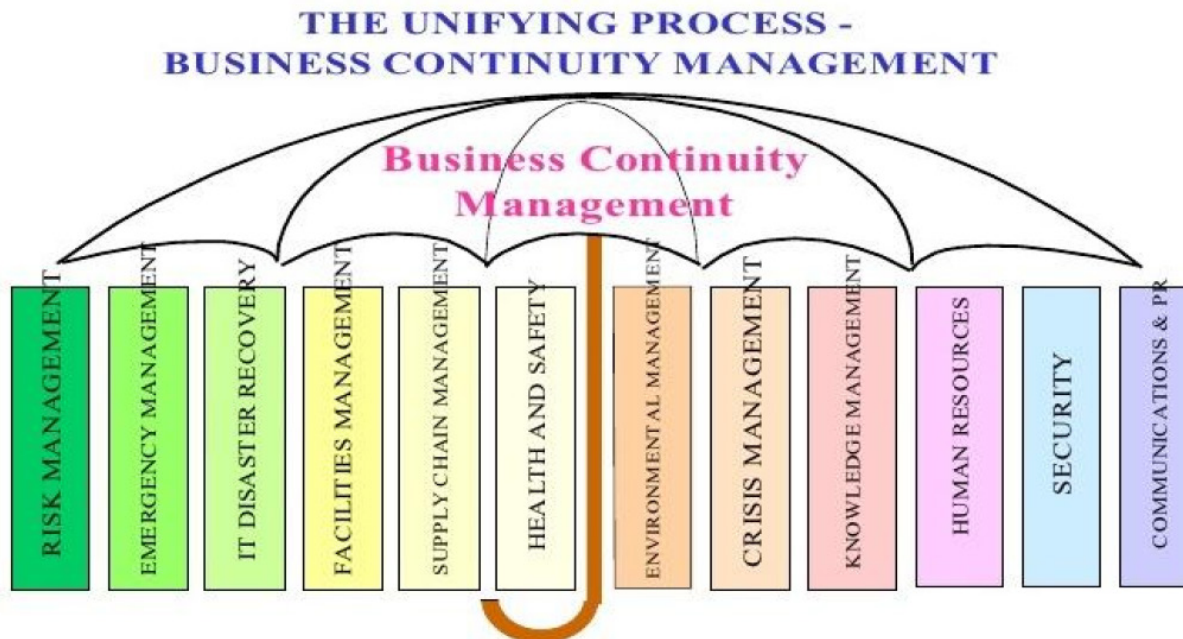 THE UNIFYING PROCESS -
BUSINESS CONTINUITY MANAGEMENT
Business Continuity
Management
RISK MANAGEMENT
EMERGENCY MANAGEMENT
IT DISASTER RECOVERY
FACILITIES MANAGEMENT
SUPPLY CHAIN MANAGEMENT
HEALTH AND SAFETY
ENVIRONMENTAL MANAGEMENT
CRISIS MANAGEMENT
KNOWLEDGE MANAGEMENT
HUMAN RESOURCES
SECURITY
COMMUNICATIONS & PR